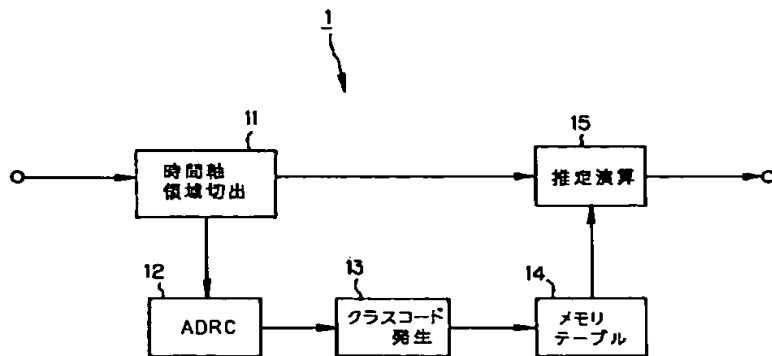 1
11
時間軸
領域切出
15
推定演算
12
ADRC
13
クラスコード
発生
14
メモリ
テーブル